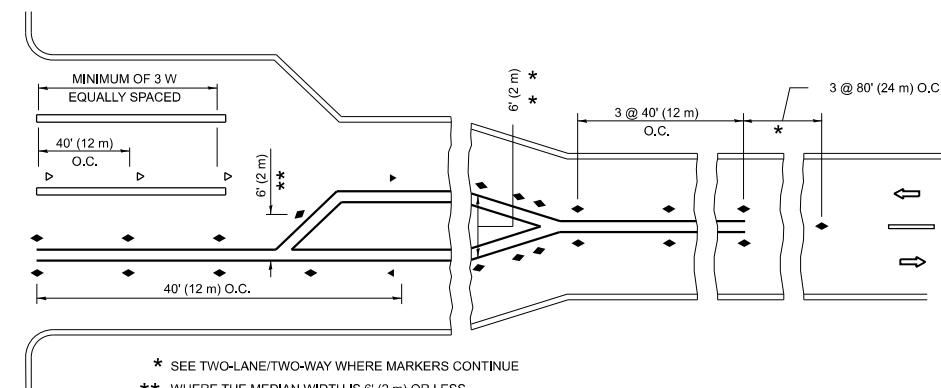 MINIMUM OF 3 W
EQUALLY SPACED
40' (12 m)
O.C.
6' (2 m)
**
40' (12 m) O.C.
6' (2 m) **
3 @ 40' (12 m)
O.C.
*
3 @ 80' (24 m) O.C
* SEE TWO-LANE/TWO-WAY WHERE MARKERS CONTINUE
** WHERE THE MEDIAN WIDTH IS 6' (2 m) OR LESS